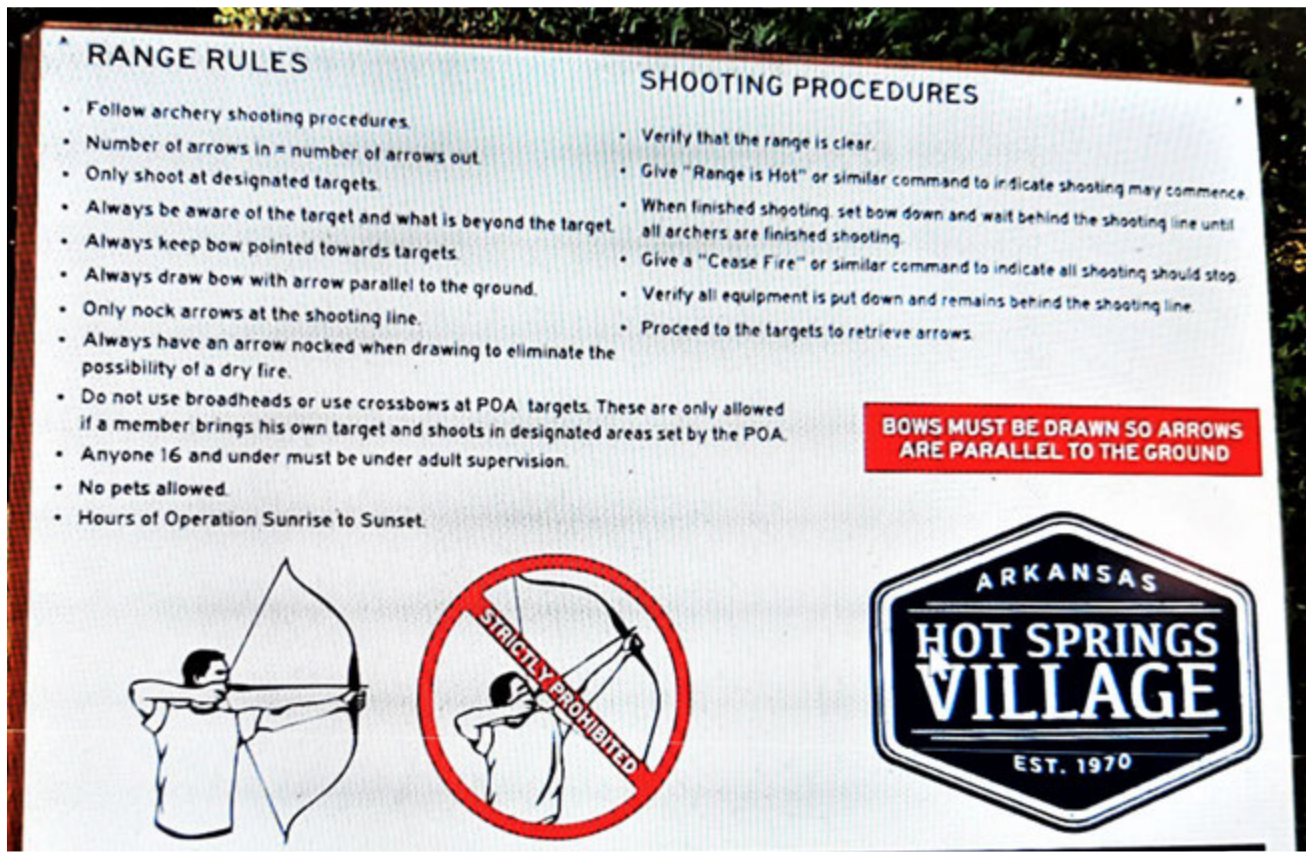 RANGE RULES
• Follow archery shooting procedures.
• Number of arrows in = number of arrows out.
• Only shoot at designated targets.
• Always be aware of the target and what is beyond the target.
• Always keep bow pointed towards targets.
• Always draw bow with arrow parallel to the ground.
• Only nock arrows at the shooting line.
• Always have an arrow nocked when drawing to eliminate the
possibility of a dry fire.
• Do not use broadheads or use crossbows at POA targets. These are only allowed
if a member brings his own target and shoots in designated areas set by the POA.
• Anyone 16 and under must be under adult supervision.
• No pets allowed.
• Hours of Operation Sunrise to Sunset.
SHOOTING PROCEDURES
• Verify that the range is clear.
• Give "Range is Hot" or similar command to indicate shooting may commence.
• When finished shooting, set bow down and wait behind the shooting line until
all archers are finished shooting.
• Give a "Cease Fire" or similar command to indicate all shooting should stop.
• Verify all equipment is put down and remains behind the shooting line.
• Proceed to the targets to retrieve arrows.
BOWS MUST BE DRAWN SO ARROWS
ARE PARALLEL TO THE GROUND
STRICTLY PROHIBITED
ARKANSAS
HOT SPRINGS
VILLAGE
EST. 1970